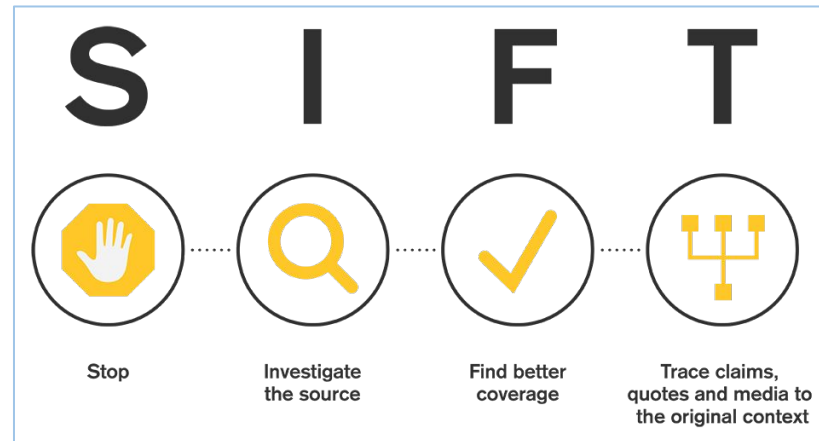 S I F T
Stop
Investigate
the source
Find better
coverage
Trace claims,
quotes and media to
the original context